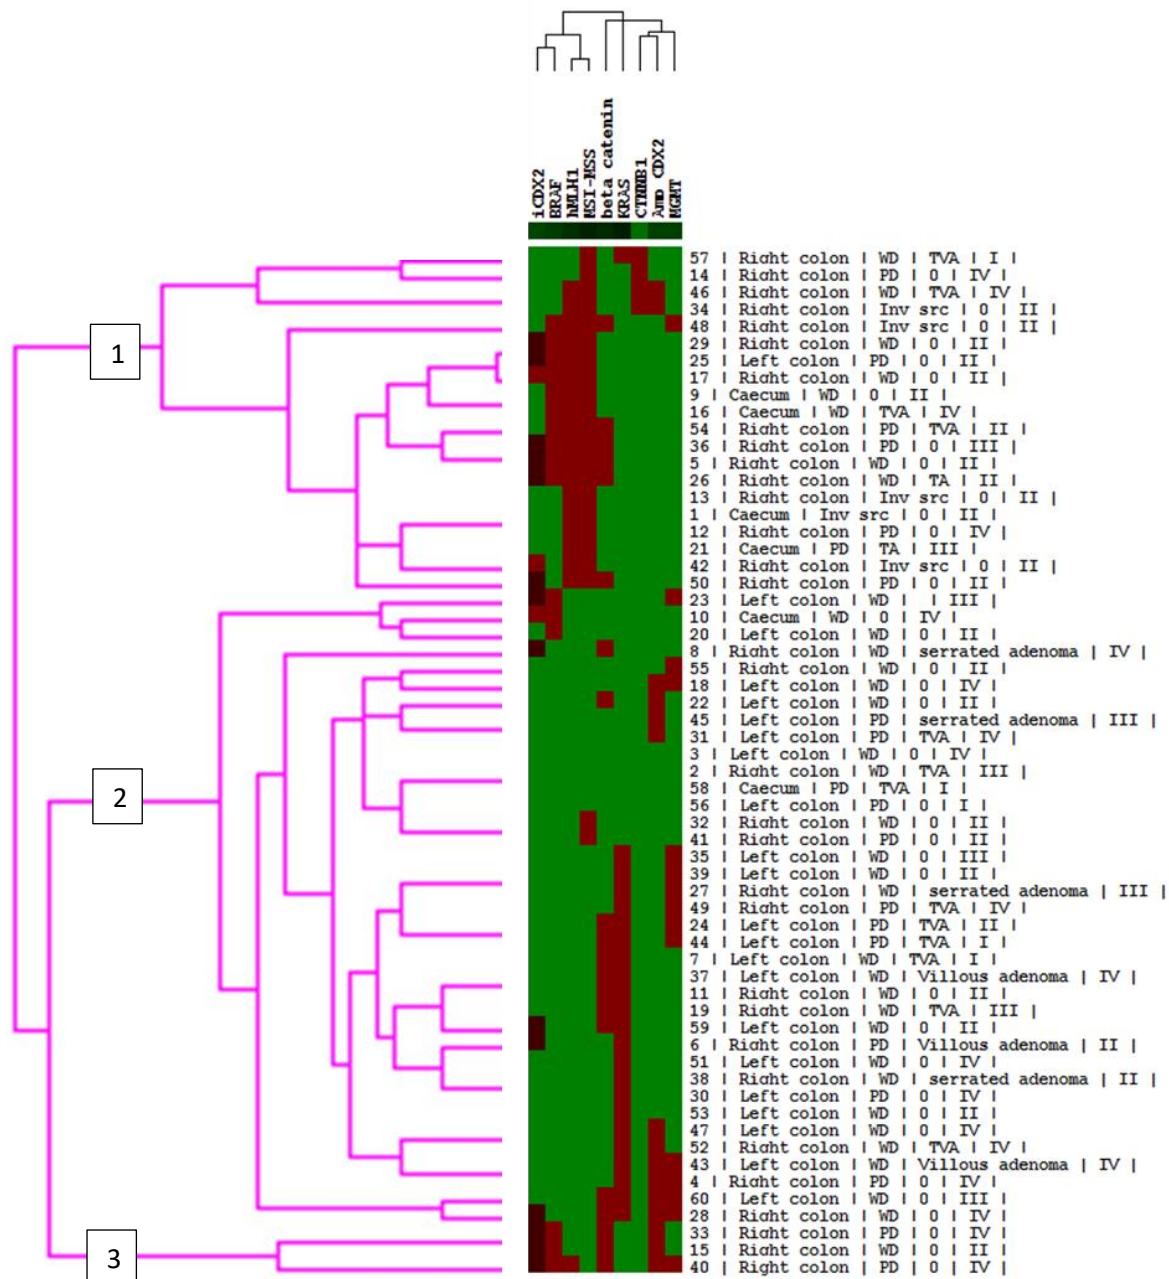 iCDX2
BRAF
hMLH1
MSI-MSS
beta catenin
KRAS
CTNNB1
Amp CDX2
MGMT
57 | Right colon | WD | TVA | I |
14 | Right colon | PD | 0 | IV |
46 | Right colon | WD | TVA | IV |
34 | Right colon | Inv src | 0 | II |
48 | Right colon | Inv src | 0 | II |
29 | Right colon | WD | 0 | II |
25 | Left colon | PD | 0 | II |
17 | Right colon | WD | 0 | II |
9 | Caecum | WD | 0 | II |
16 | Caecum | WD | TVA | IV |
54 | Right colon | PD | TVA | II |
36 | Right colon | PD | 0 | III |
5 | Right colon | WD | 0 | II |
26 | Right colon | WD | TA | II |
13 | Right colon | Inv src | 0 | II |
1 | Caecum | Inv src | 0 | II |
12 | Right colon | PD | 0 | IV |
21 | Caecum | PD | TA | III |
42 | Right colon | Inv src | 0 | II |
50 | Right colon | PD | 0 | II |
23 | Left colon | WD | | III |
10 | Caecum | WD | 0 | IV |
20 | Left colon | WD | 0 | II |
8 | Right colon | WD | serrated adenoma | IV |
55 | Right colon | WD | 0 | II |
18 | Left colon | WD | 0 | IV |
22 | Left colon | WD | 0 | II |
45 | Left colon | PD | serrated adenoma | III |
31 | Left colon | PD | TVA | IV |
3 | Left colon | WD | 0 | IV |
2 | Right colon | WD | TVA | III |
58 | Caecum | PD | TVA | I |
56 | Left colon | PD | 0 | I |
32 | Right colon | WD | 0 | II |
41 | Right colon | PD | 0 | II |
35 | Left colon | WD | 0 | III |
39 | Left colon | WD | 0 | II |
27 | Right colon | WD | serrated adenoma | III |
49 | Right colon | PD | TVA | IV |
24 | Left colon | PD | TVA | II |
44 | Left colon | PD | TVA | I |
7 | Left colon | WD | TVA | I |
37 | Left colon | WD | Villous adenoma | IV |
11 | Right colon | WD | 0 | II |
19 | Right colon | WD | TVA | III |
59 | Left colon | WD | 0 | II |
6 | Right colon | PD | Villous adenoma | II |
51 | Left colon | WD | 0 | IV |
38 | Right colon | WD | serrated adenoma | II |
30 | Left colon | PD | 0 | IV |
53 | Left colon | WD | 0 | II |
47 | Left colon | WD | 0 | IV |
52 | Right colon | WD | TVA | IV |
43 | Left colon | WD | Villous adenoma | IV |
4 | Right colon | PD | 0 | IV |
60 | Left colon | WD | 0 | III |
28 | Right colon | WD | 0 | IV |
33 | Right colon | PD | 0 | IV |
15 | Right colon | WD | 0 | II |
40 | Right colon | PD | 0 | IV |
1
2
3